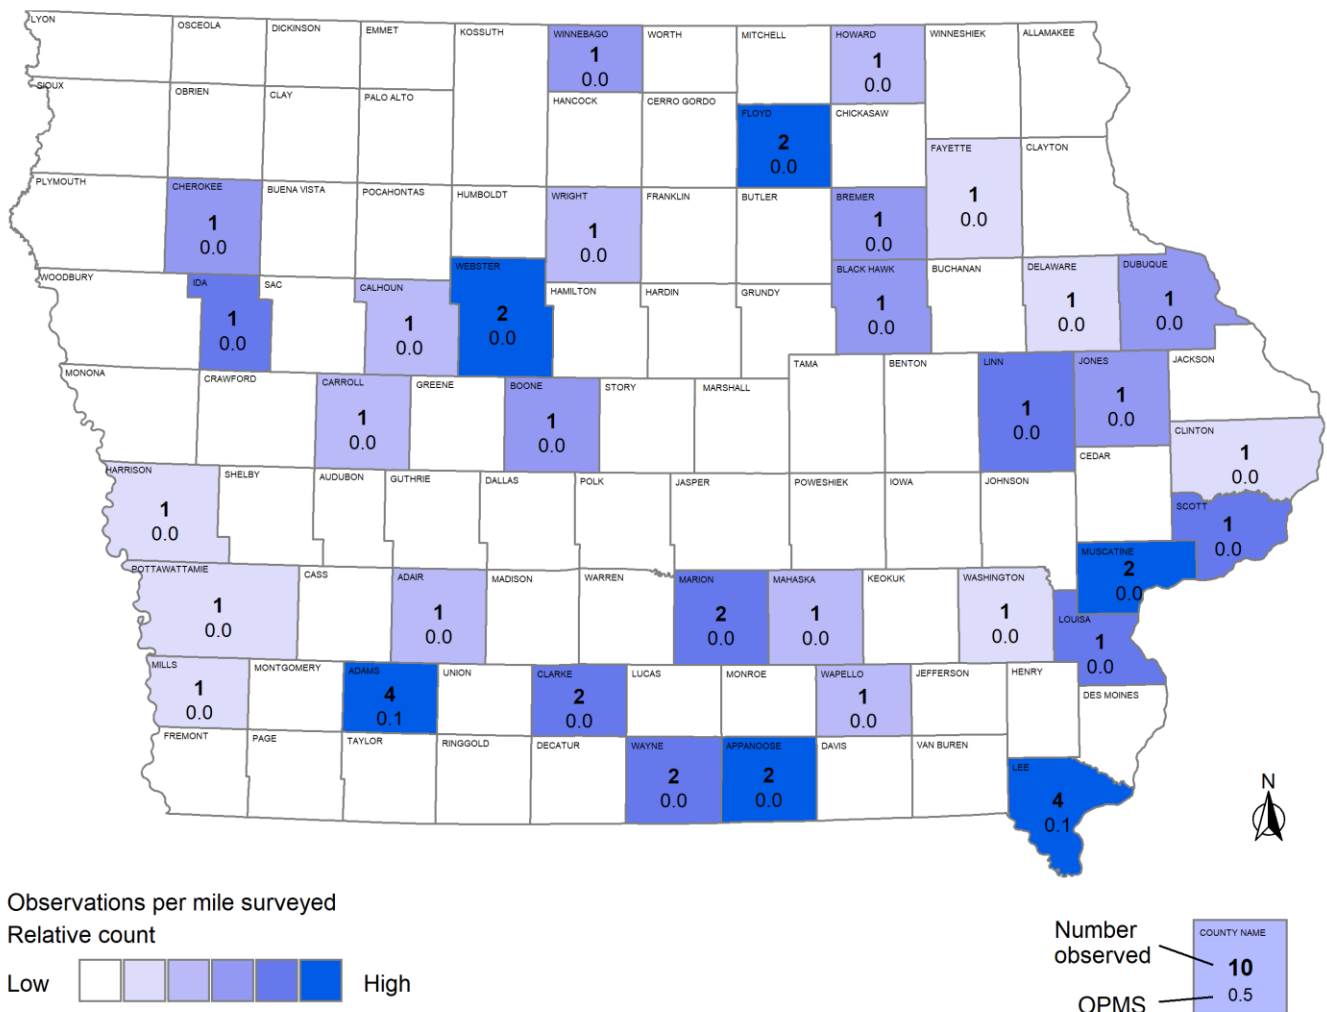 LYON
OSCEOLA
DICKINSON
EMMET
KOSSUTH
WINNEBAGO
1
0.0
WORTH
MITCHELL
HOWARD
1
0.0
WINNESHIEK
ALLAMAKEE
SIOUX
OBRIEN
CLAY
PALO ALTO
HANCOCK
CERRO GORDO
FLOYD
2
0.0
CHICKASAW
FAYETTE
1
0.0
CLAYTON
PLYMOUTH
CHEROKEE
1
0.0
BUENA VISTA
POCAHONTAS
HUMBOLDT
WRIGHT
1
0.0
FRANKLIN
BUTLER
BREMER
1
0.0
WOODBURY
IDA
1
0.0
SAC
CALHOUN
1
0.0
WEBSTER
2
0.0
HAMILTON
HARDIN
GRUNDY
BLACK HAWK
1
0.0
BUCHANAN
DELAWARE
1
0.0
DUBUQUE
1
0.0
MONONA
CRAWFORD
CARROLL
1
0.0
GREENE
BOONE
1
0.0
STORY
MARSHALL
TAMA
BENTON
LINN
1
0.0
JONES
1
0.0
JACKSON
CLINTON
1
0.0
CEDAR
HARRISON
1
0.0
SHELBY
AUDUBON
GUTHRIE
DALLAS
POLK
JASPER
POWESHIEK
IOWA
JOHNSON
SCOTT
1
0.0
MUSCATINE
2
0.0
POTTAWATTAMIE
1
0.0
CASS
ADAIR
1
0.0
MADISON
WARREN
MARION
2
0.0
MAHASKA
1
0.0
KEOKUK
WASHINGTON
1
0.0
LOUISA
1
0.0
MILLS
1
0.0
MONTGOMERY
ADAMS
4
0.1
UNION
CLARKE
2
0.0
LUCAS
MONROE
WAPELLO
1
0.0
JEFFERSON
HENRY
DES MOINES
FREMONT
PAGE
TAYLOR
RINGGOLD
DECATUR
WAYNE
2
0.0
APPANOOSE
2
0.0
DAVIS
VAN BUREN
LEE
4
0.1
N
Observations per mile surveyed
Relative count
Low
High
Number
observed
COUNTY NAME
10
0.5
OPMS